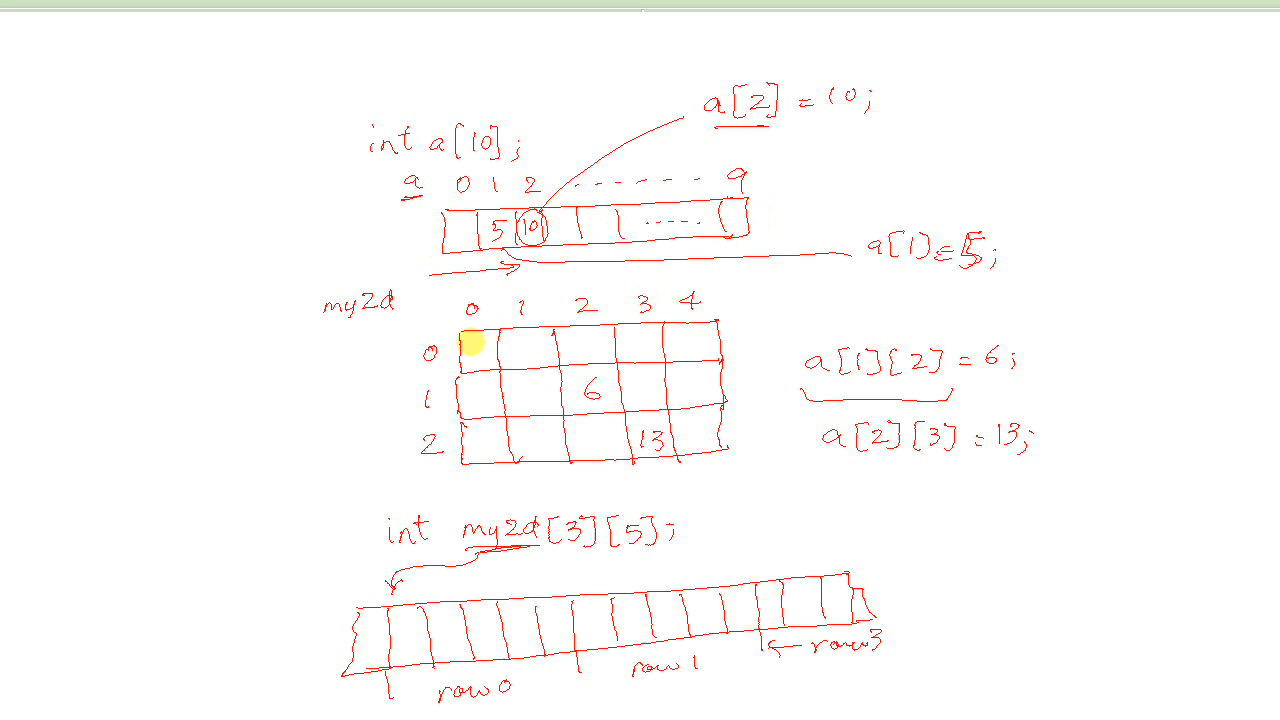 a[2] = 10;
int a[10];
a 0 1 2 ------- 9
5 10 -----
a[1] = 5;
my2d 0 1 2 3 4
0
1 6
2 13
a[1][2] = 6;
a[2][3] = 13;
int my2d[3][5];
row 0 row 1 row3